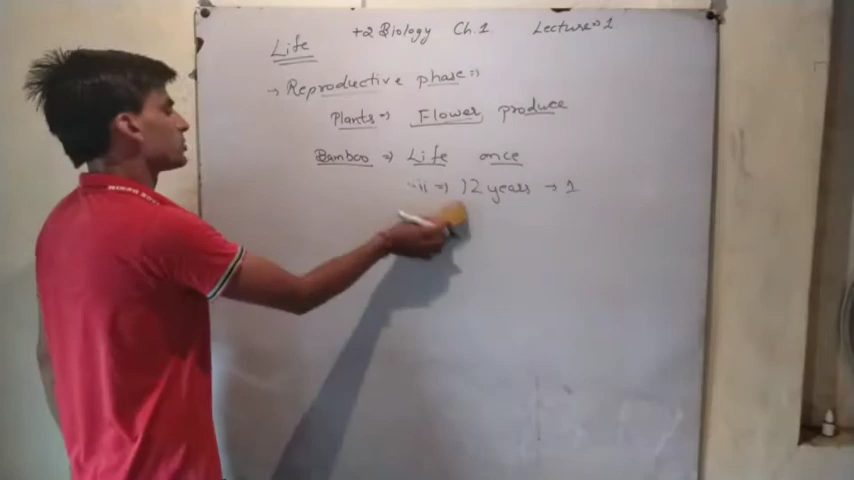 +2 Biology Ch.1 Lecture⇒1
Life
→ Reproductive phase ⇒
Plants ⇒ Flower produce
Bamboo ⇒ Life once
⇒ 12 years → 1